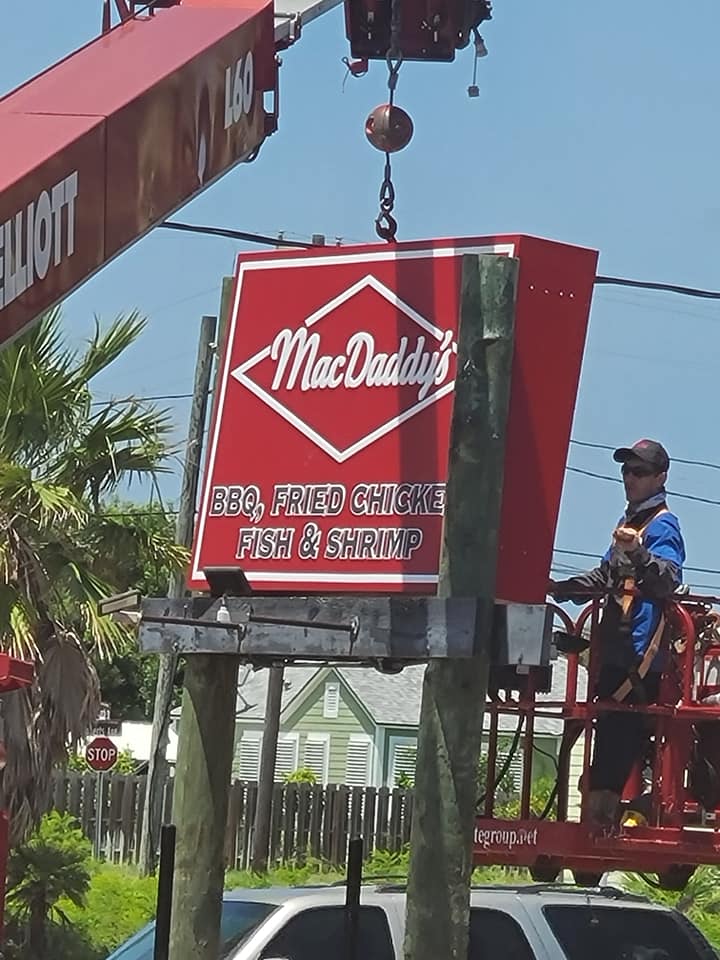 L60
ELLIOTT
MacDaddy's
BBQ, FRIED CHICKE
FISH & SHRIMP
STOP
tegroup.net